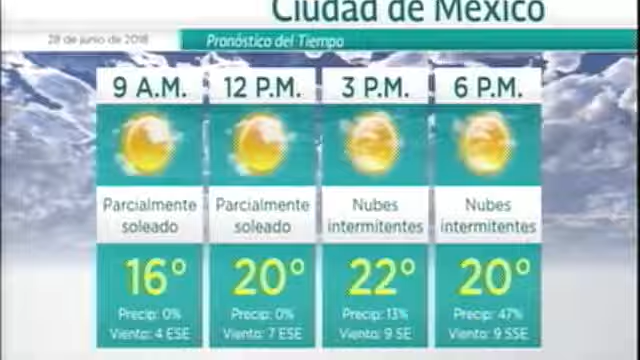 Ciudad de México
28 de junio de 2018
Pronóstico del Tiempo
9 A.M.
12 P.M.
3 P.M.
6 P.M.
Parcialmente
soleado
Parcialmente
soleado
Nubes
intermitentes
Nubes
intermitentes
16°
20°
22°
20°
Precip: 0%
Viento: 4 ESE
Precip: 0%
Viento: 7 ESE
Precip: 13%
Viento: 9 SE
Precip: 47%
Viento: 9 SSE